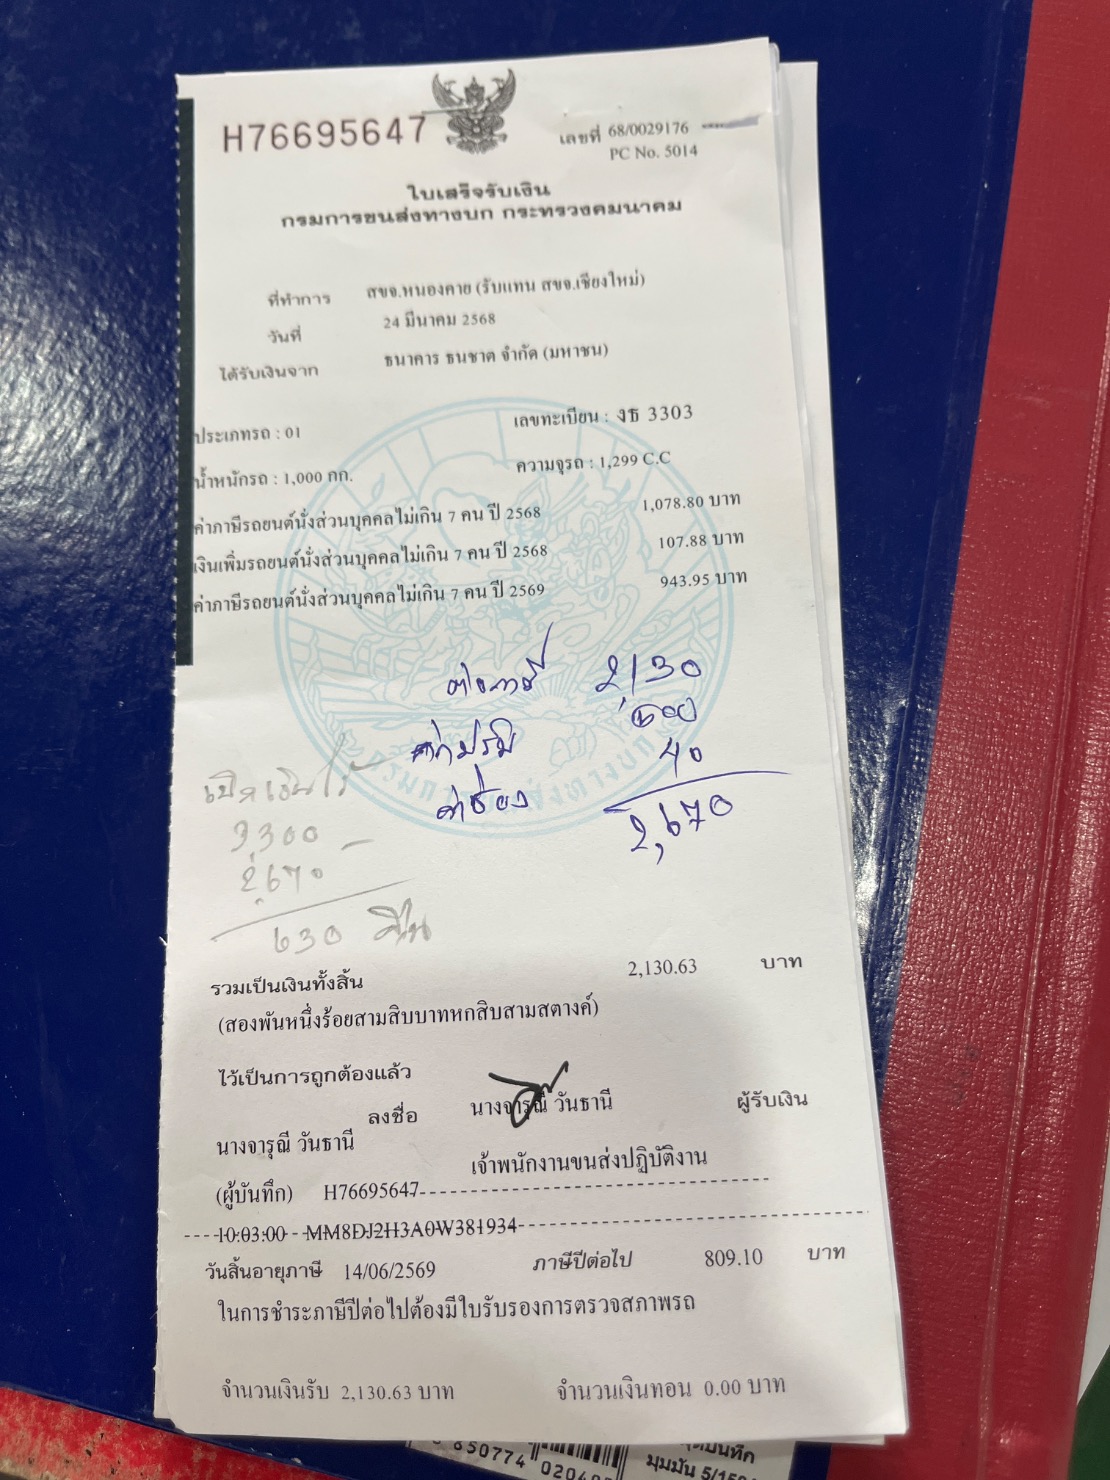 H76695647
เลขที่ 68/0029176
PC No. 5014
ใบเสร็จรับเงิน
กรมการขนส่งทางบก กระทรวงคมนาคม
ที่ทำการ สขจ.หนองคาย (รับแทน สขจ.เชียงใหม่)
วันที่ 24 มีนาคม 2568
ได้รับเงินจาก ธนาคาร ธนชาต จำกัด (มหาชน)
ประเภทรถ : 01 เลขทะเบียน : งธ 3303
น้ำหนักรถ : 1,000 กก. ความจุรถ : 1,299 C.C
ค่าภาษีรถยนต์นั่งส่วนบุคคลไม่เกิน 7 คน ปี 2568 1,078.80 บาท
เงินเพิ่มรถยนต์นั่งส่วนบุคคลไม่เกิน 7 คน ปี 2568 107.88 บาท
ค่าภาษีรถยนต์นั่งส่วนบุคคลไม่เกิน 7 คน ปี 2569 943.95 บาท
ต่อภาษี 2,130
500
40
2,670
เบิกเงินไว้
3300
2,670
630 คืน
รวมเป็นเงินทั้งสิ้น 2,130.63 บาท
(สองพันหนึ่งร้อยสามสิบบาทหกสิบสามสตางค์)
ไว้เป็นการถูกต้องแล้ว
ลงชื่อ นางจารุณี วันธานี ผู้รับเงิน
นางจารุณี วันธานี
เจ้าพนักงานขนส่งปฏิบัติงาน
(ผู้บันทึก) H76695647
10:03:00 MM8DJ2H3A0W381934
วันสิ้นอายุภาษี 14/06/2569 ภาษีปีต่อไป 809.10 บาท
ในการชำระภาษีปีต่อไปต้องมีใบรับรองการตรวจสภาพรถ
จำนวนเงินรับ 2,130.63 บาท จำนวนเงินทอน 0.00 บาท
850774